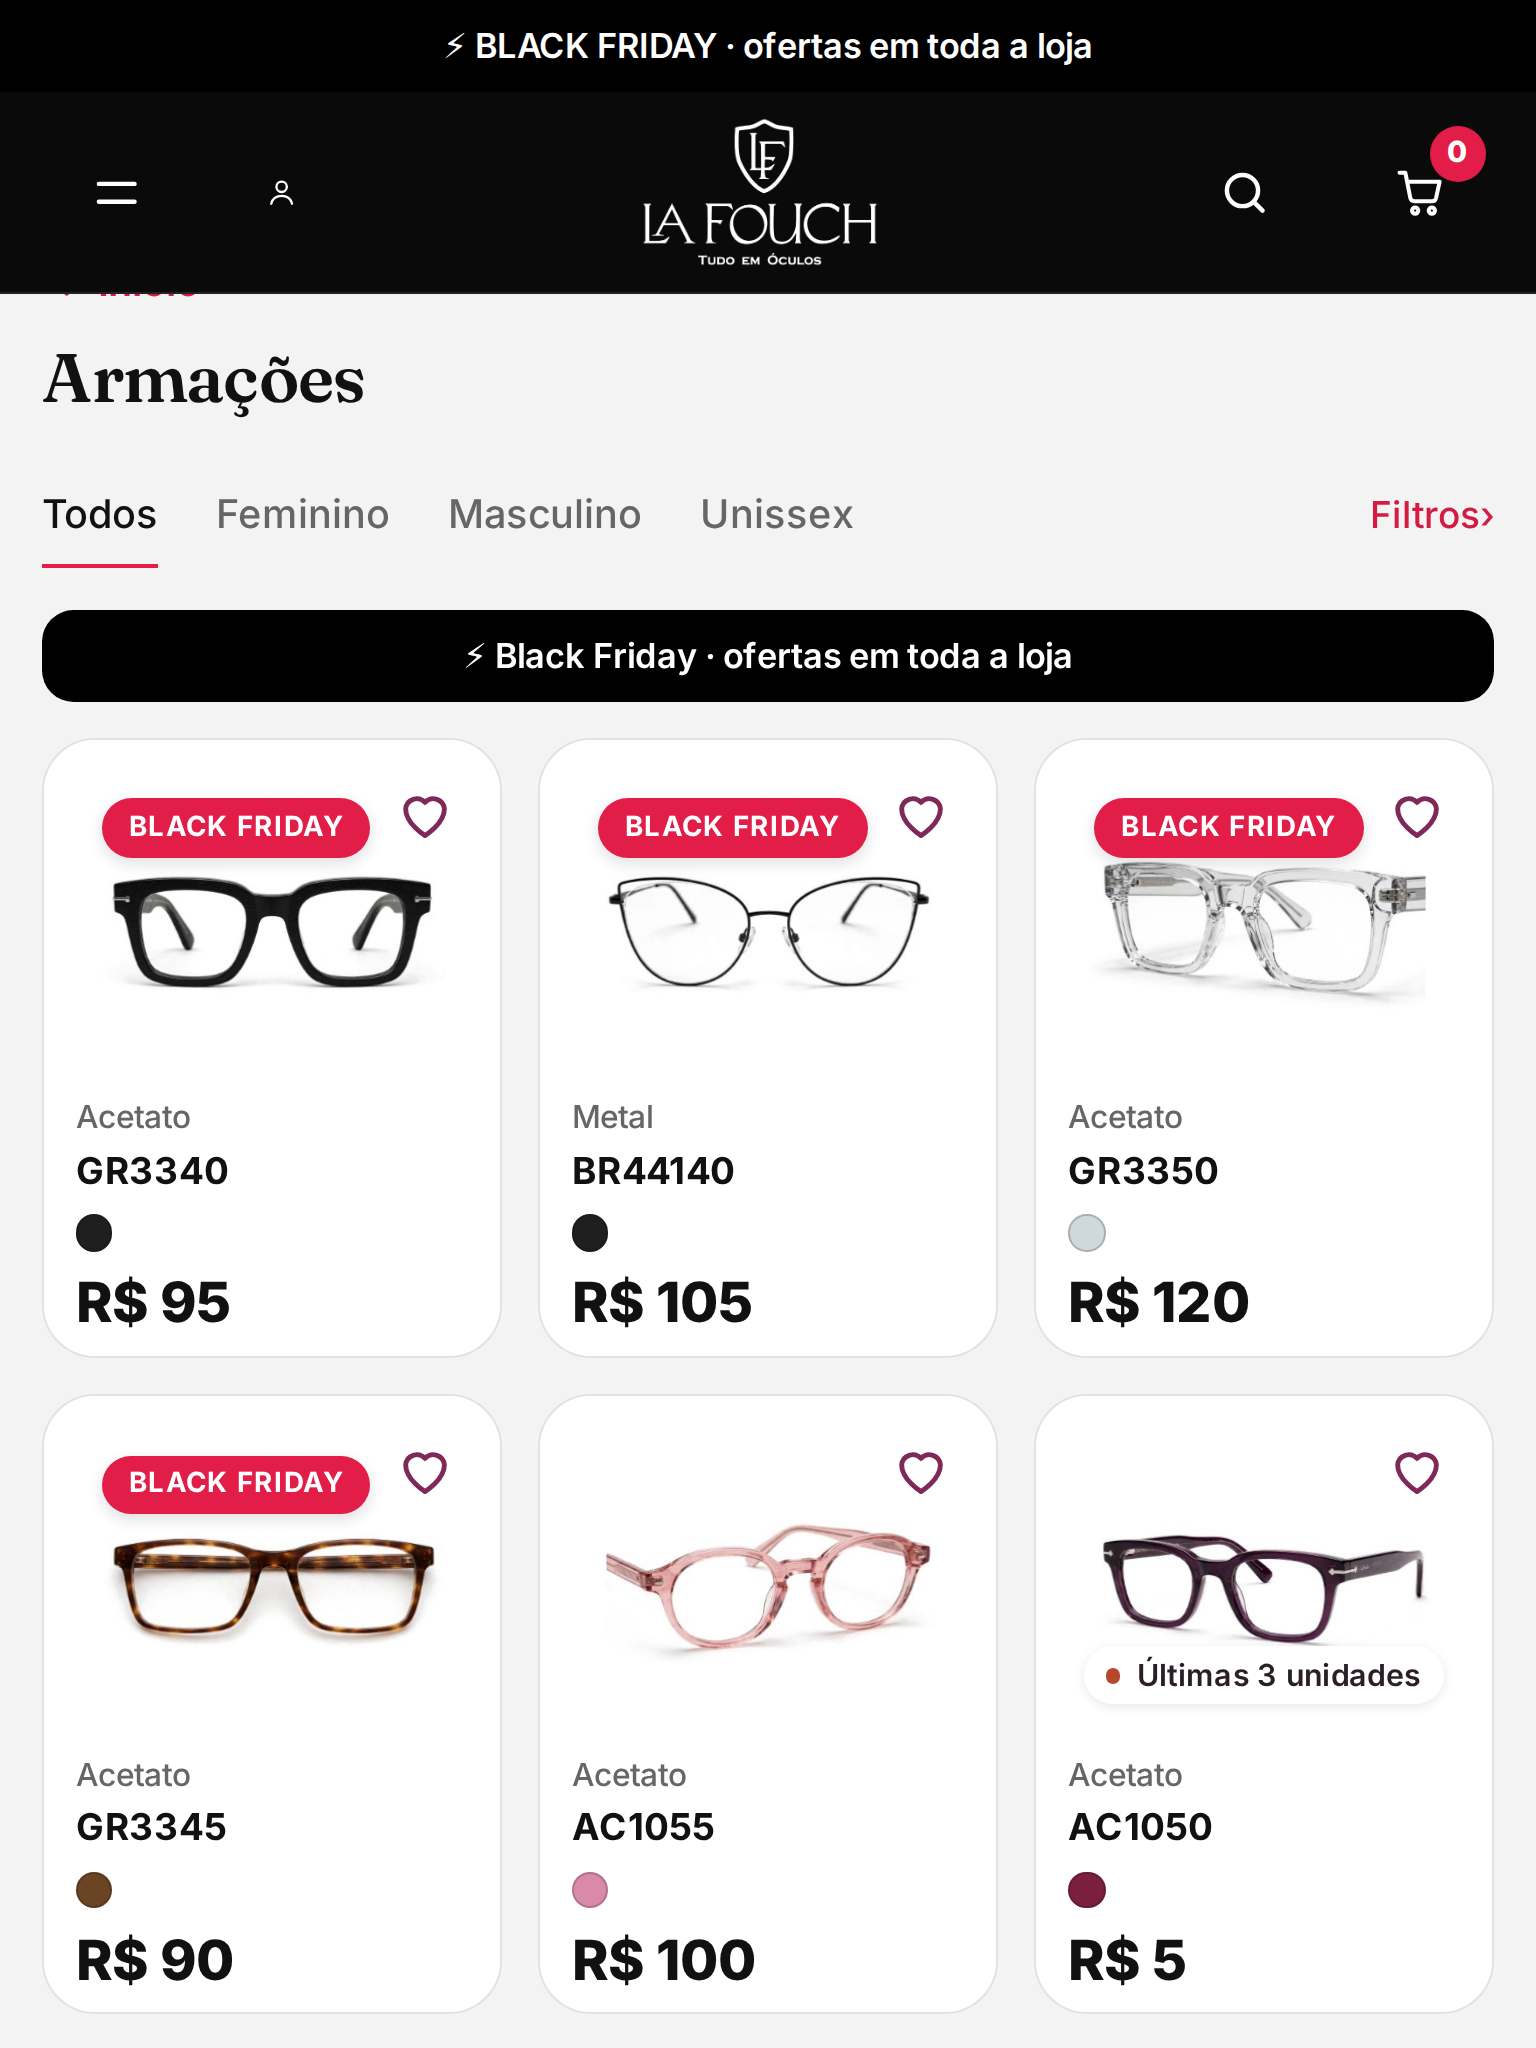 ⚡ BLACK FRIDAY · ofertas em toda a loja
0
LF
LA FOUCH
TUDO EM ÓCULOS
Armações
Todos Feminino Masculino Unissex Filtros›
⚡ Black Friday · ofertas em toda a loja
BLACK FRIDAY
Acetato
GR3340
R$ 95
BLACK FRIDAY
Metal
BR44140
R$ 105
BLACK FRIDAY
Acetato
GR3350
R$ 120
BLACK FRIDAY
Acetato
GR3345
R$ 90
Acetato
AC1055
R$ 100
Últimas 3 unidades
Acetato
AC1050
R$ 5